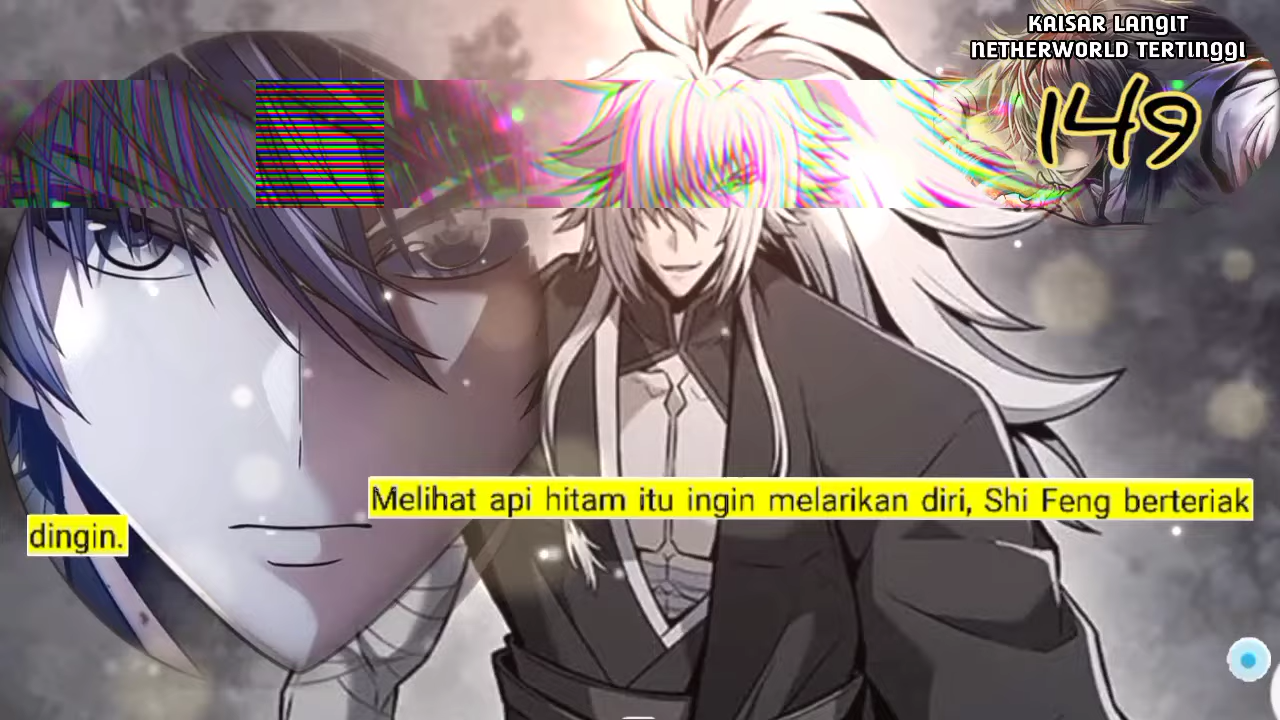 KAISAR LANGIT
NETHERWORLD TERTINGGI
149
Melihat api hitam itu ingin melarikan diri, Shi Feng berteriak
dingin.